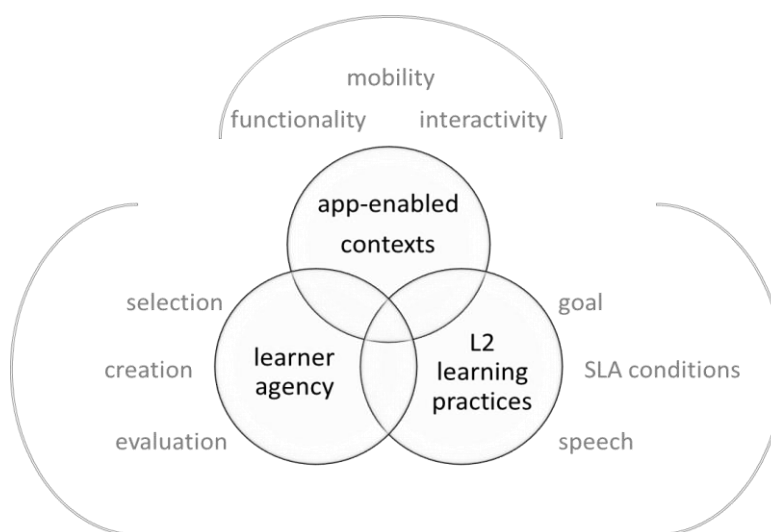 mobility
functionality interactivity
app-enabled
contexts
selection
creation
evaluation
learner
agency
L2
learning
practices
goal
SLA conditions
speech